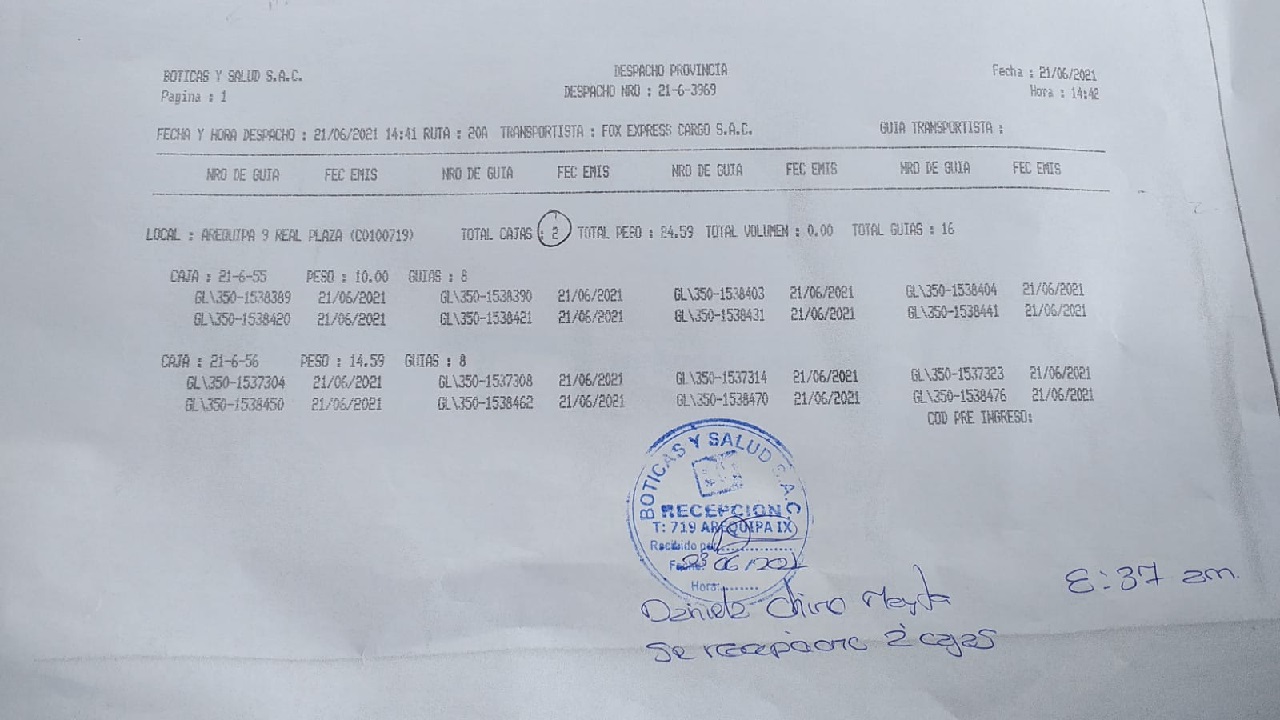 BOTICAS Y SALUD S.A.C. DESPACHO PROVINCIA Fecha : 21/06/2021
Pagina : 1 DESPACHO NRO : 21-6-3969 Hora : 14:42
FECHA Y HORA DESPACHO : 21/06/2021 14:41 RUTA : 20A TRANSPORTISTA : FOX EXPRESS CARGO S.A.C. GUIA TRANSPORTISTA :
NRO DE GUIA FEC EMIS NRO DE GUIA FEC EMIS NRO DE GUIA FEC EMIS NRO DE GUIA FEC EMIS
LOCAL : AREQUIPA 9 REAL PLAZA (C0100719) TOTAL CAJAS : 2 TOTAL PESO : 24.59 TOTAL VOLUMEN : 0.00 TOTAL GUIAS : 16
CAJA : 21-6-55 PESO : 10.00 GUIAS : 8
GL\350-1538389 21/06/2021 GL\350-1538390 21/06/2021 GL\350-1538403 21/06/2021 GL\350-1538404 21/06/2021
GL\350-1538420 21/06/2021 GL\350-1538421 21/06/2021 GL\350-1538431 21/06/2021 GL\350-1538441 21/06/2021
CAJA : 21-6-56 PESO : 14.59 GUIAS : 8
GL\350-1537304 21/06/2021 GL\350-1537308 21/06/2021 GL\350-1537314 21/06/2021 GL\350-1537323 21/06/2021
GL\350-1538450 21/06/2021 GL\350-1538462 21/06/2021 GL\350-1538470 21/06/2021 GL\350-1538476 21/06/2021
COD PRE INGRESO:
BOTICAS Y SALUD S.A.C
RECEPCION
T: 719 AREQUIPA IX
Recibido por:
Fecha:
Hora:
8:37 am.
Daniela Chino Mayta
Se recepciono 2 cajas